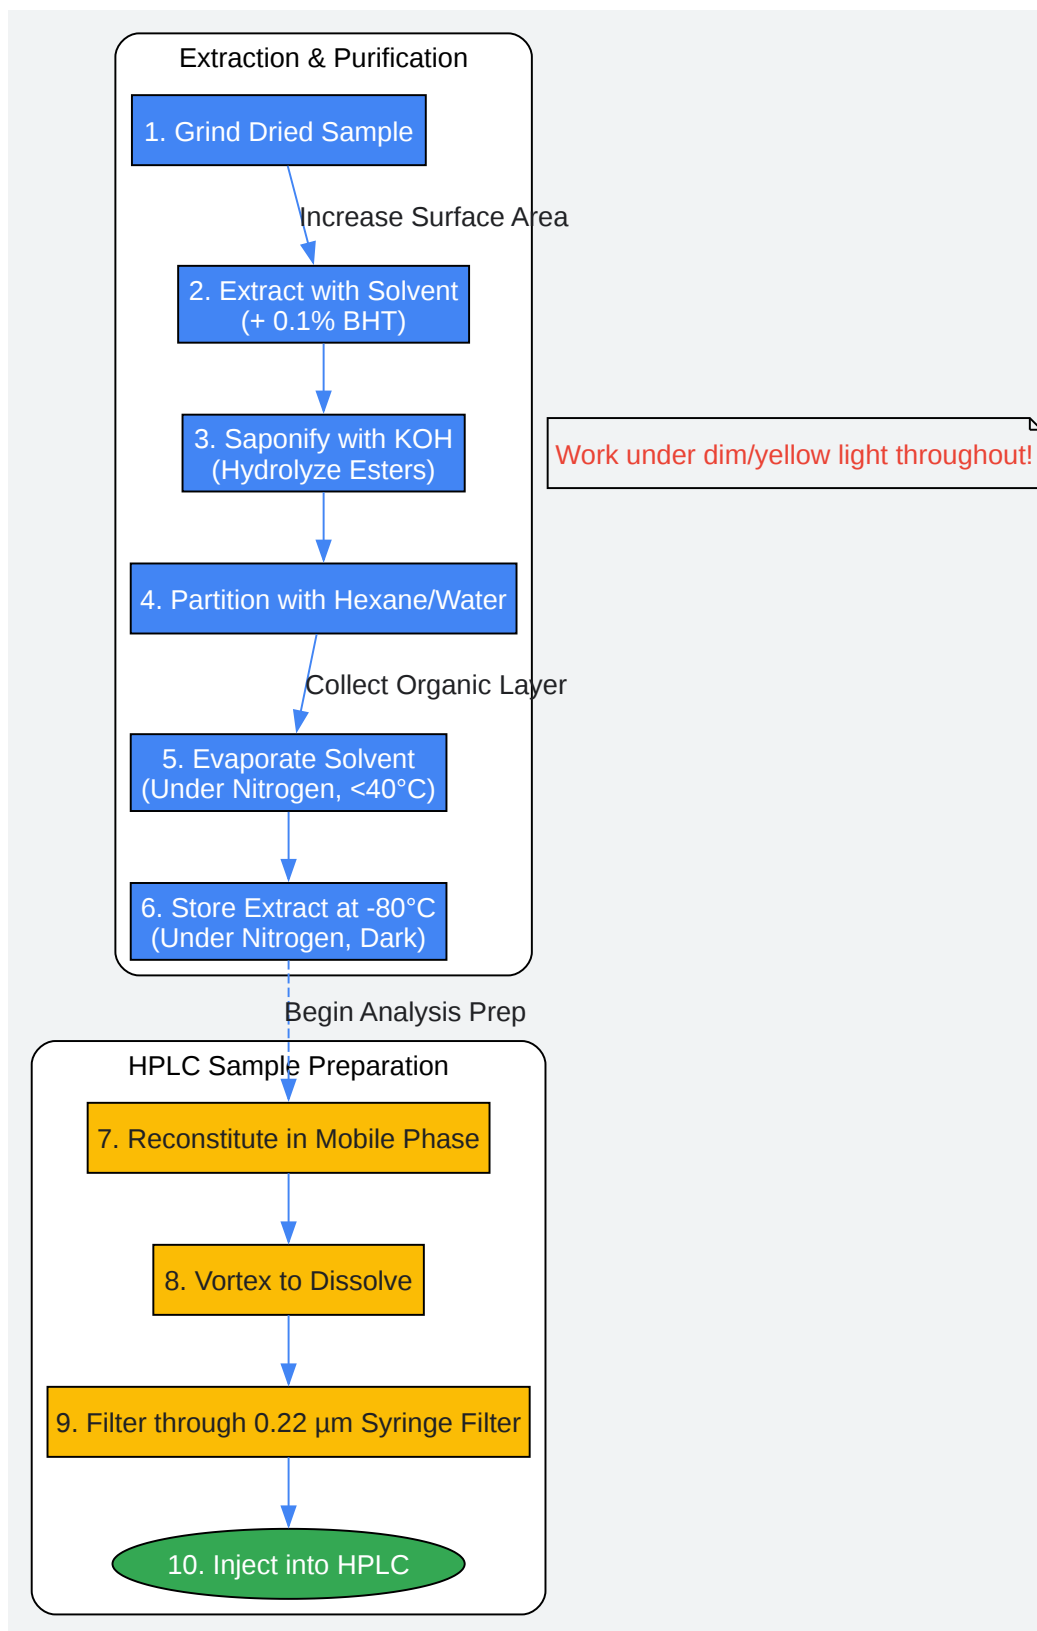 Extraction & Purification
1. Grind Dried Sample
Increase Surface Area
2. Extract with Solvent
(+ 0.1% BHT)
3. Saponify with KOH
(Hydrolyze Esters)
Work under dim/yellow light throughout!
4. Partition with Hexane/Water
Collect Organic Layer
5. Evaporate Solvent
(Under Nitrogen, <40°C)
6. Store Extract at -80°C
(Under Nitrogen, Dark)
Begin Analysis Prep
HPLC Sample Preparation
7. Reconstitute in Mobile Phase
8. Vortex to Dissolve
9. Filter through 0.22 µm Syringe Filter
10. Inject into HPLC